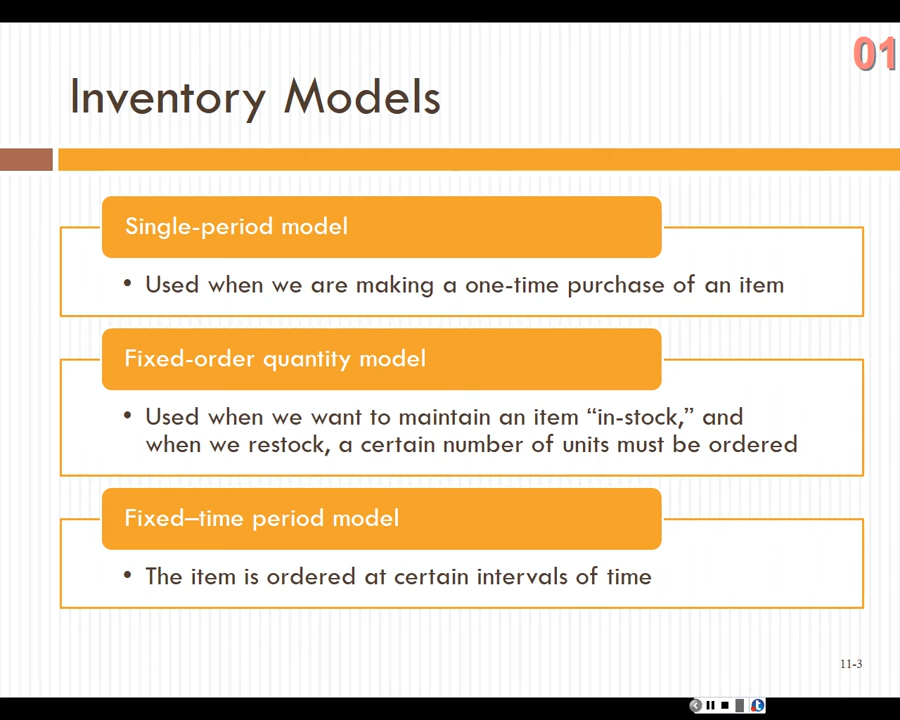 01
Inventory Models
Single-period model
• Used when we are making a one-time purchase of an item
Fixed-order quantity model
• Used when we want to maintain an item “in-stock,” and
when we restock, a certain number of units must be ordered
Fixed–time period model
• The item is ordered at certain intervals of time
11-3